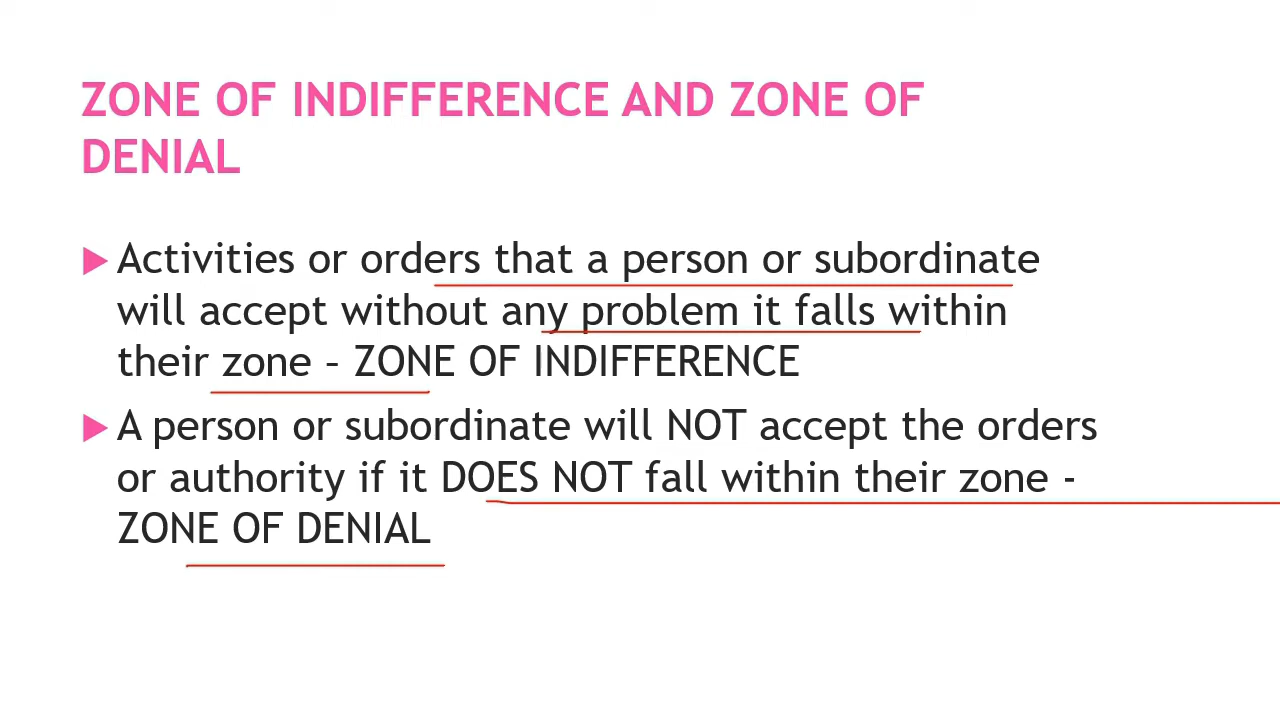 ZONE OF INDIFFERENCE AND ZONE OF
DENIAL
Activities or orders that a person or subordinate
will accept without any problem it falls within
their zone – ZONE OF INDIFFERENCE
A person or subordinate will NOT accept the orders
or authority if it DOES NOT fall within their zone -
ZONE OF DENIAL